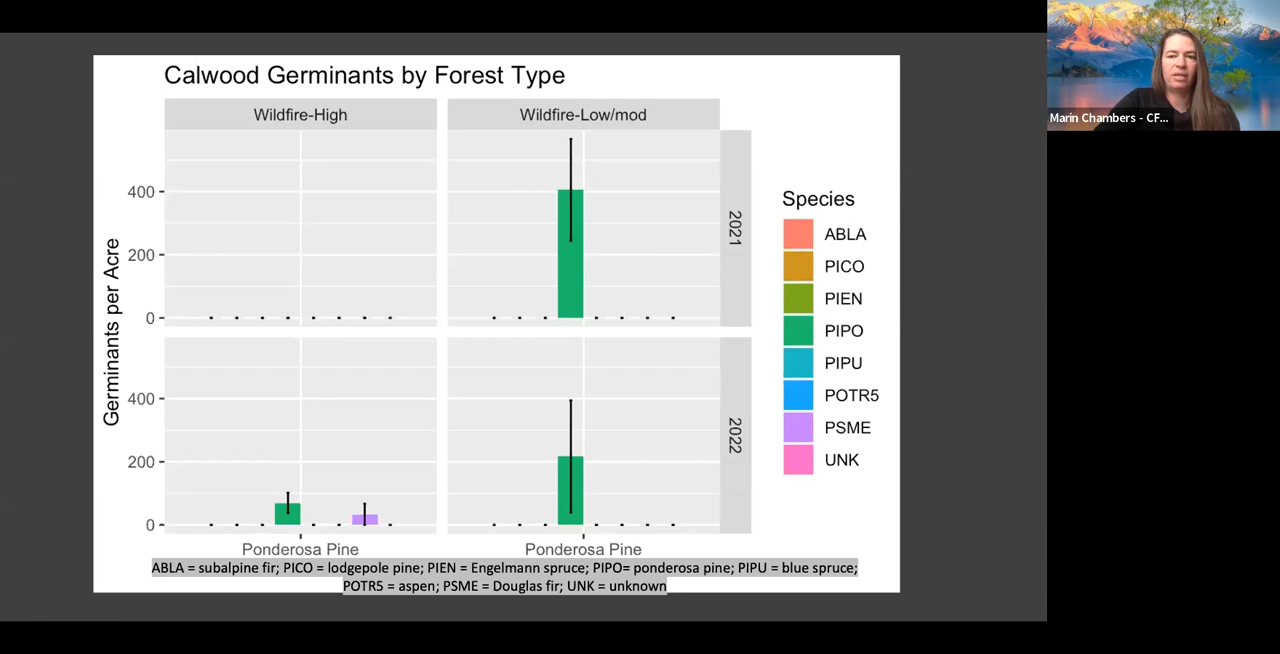 Calwood Germinants by Forest Type
Wildfire-High
Wildfire-Low/mod
Germinants per Acre
400
200
0
2021
400
200
0
2022
Ponderosa Pine
Ponderosa Pine
Species
ABLA
PICO
PIEN
PIPO
PIPU
POTR5
PSME
UNK
ABLA = subalpine fir; PICO = lodgepole pine; PIEN = Engelmann spruce; PIPO= ponderosa pine; PIPU = blue spruce;
POTR5 = aspen; PSME = Douglas fir; UNK = unknown
Marin Chambers - CF...